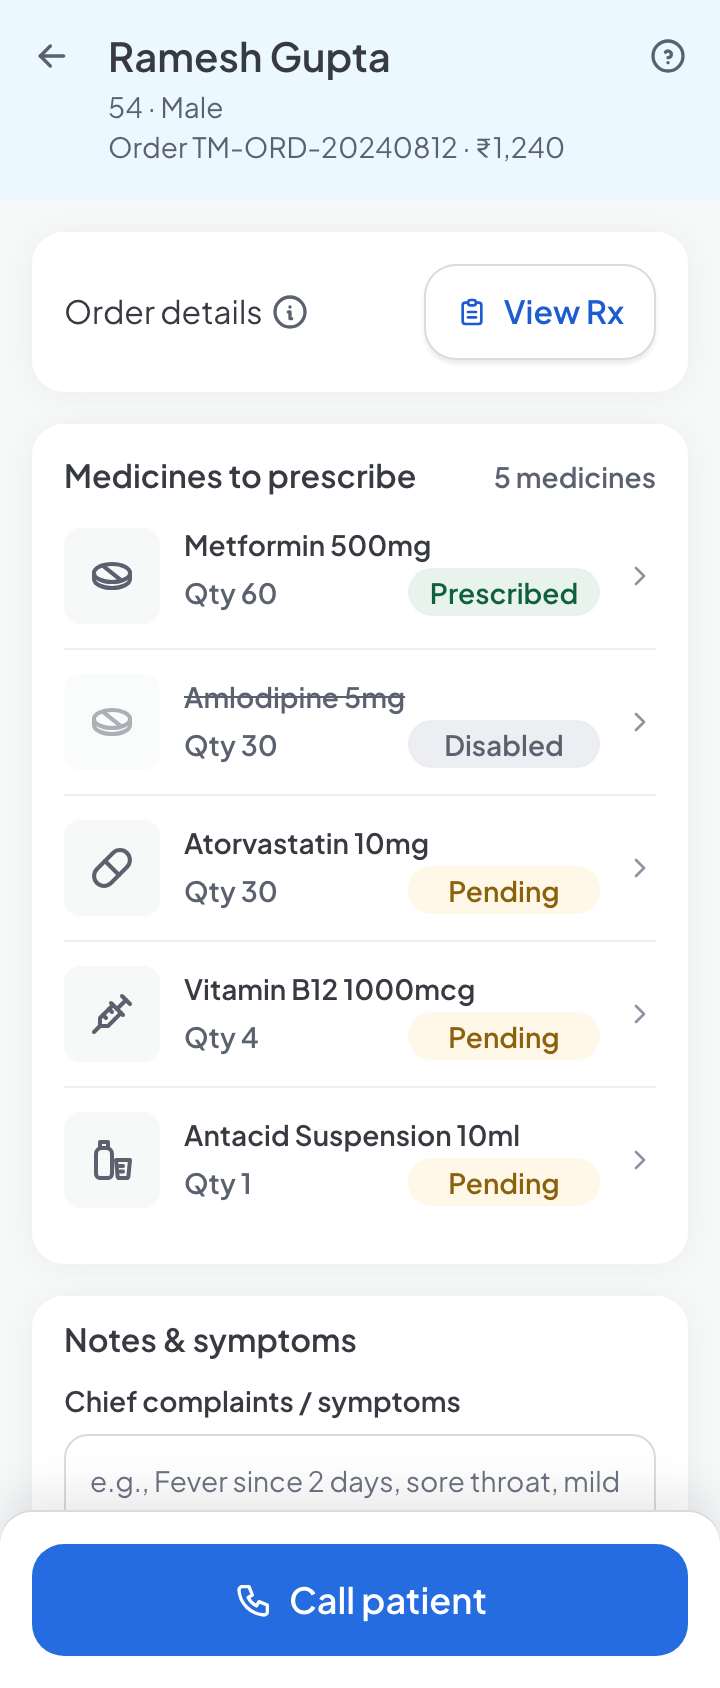 Ramesh Gupta
54 · Male
Order TM-ORD-20240812 · ₹1,240
Order details
View Rx
Medicines to prescribe
5 medicines
Metformin 500mg
Qty 60
Prescribed
Amlodipine 5mg
Qty 30
Disabled
Atorvastatin 10mg
Qty 30
Pending
Vitamin B12 1000mcg
Qty 4
Pending
Antacid Suspension 10ml
Qty 1
Pending
Notes & symptoms
Chief complaints / symptoms
e.g., Fever since 2 days, sore throat, mild
Call patient